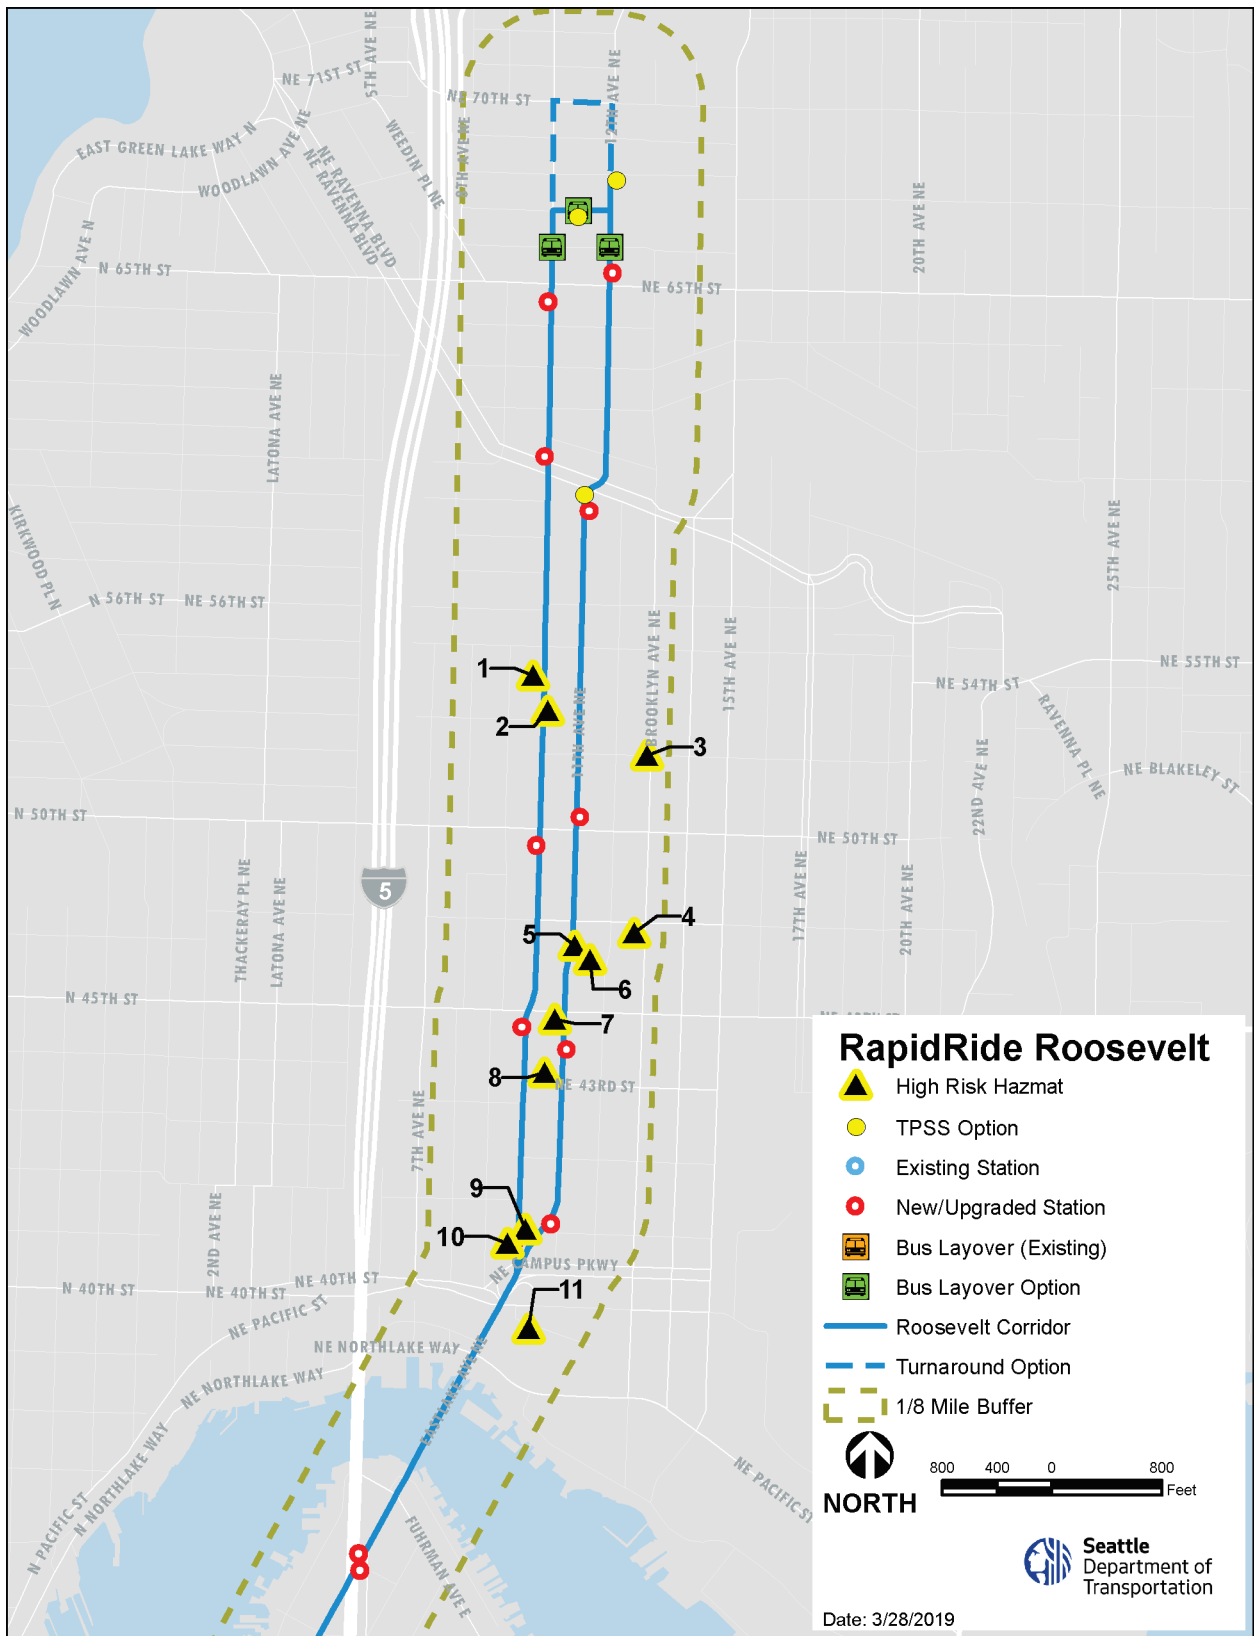 NE 71ST ST
5TH AVE NE
NE 70TH ST
12TH AVE NE
8TH AVE NE
WEEDIN PL NE
EAST GREEN LAKE WAY N
WOODLAWN AVE NE
NE RAVENNA BLVD
NE RAVENNA BLVD
20TH AVE NE
WOODLAWN AVE N
N 65TH ST
NE 65TH ST
LATONA AVE NE
KIRKWOOD PL N
25TH AVE NE
N 56TH ST
NE 56TH ST
BROOKLYN AVE NE
15TH AVE NE
NE 55TH ST
NE 54TH ST
1
2
3
11TH AVE NE
RAVENNA PL NE
22ND AVE NE
NE BLAKELEY ST
N 50TH ST
NE 50TH ST
5
THACKERAY PL NE
LATONA AVE NE
17TH AVE NE
20TH AVE NE
4
5
6
N 45TH ST
7
8
NE 43RD ST
7TH AVE NE
9
10
2ND AVE NE
NE CAMPUS PKWY
N 40TH ST
NE 40TH ST
NE 40TH ST
11
NE PACIFIC ST
NE NORTHLAKE WAY
NE NORTHLAKE WAY
EASTLAKE AVE NE
N NORTHLAKE WAY
N PACIFIC ST
NE PACIFIC ST
FUHRMAN AVE E
RapidRide Roosevelt
High Risk Hazmat
TPSS Option
Existing Station
New/Upgraded Station
Bus Layover (Existing)
Bus Layover Option
Roosevelt Corridor
Turnaround Option
1/8 Mile Buffer
NORTH
800 400 0 800
Feet
Seattle
Department of
Transportation
Date: 3/28/2019